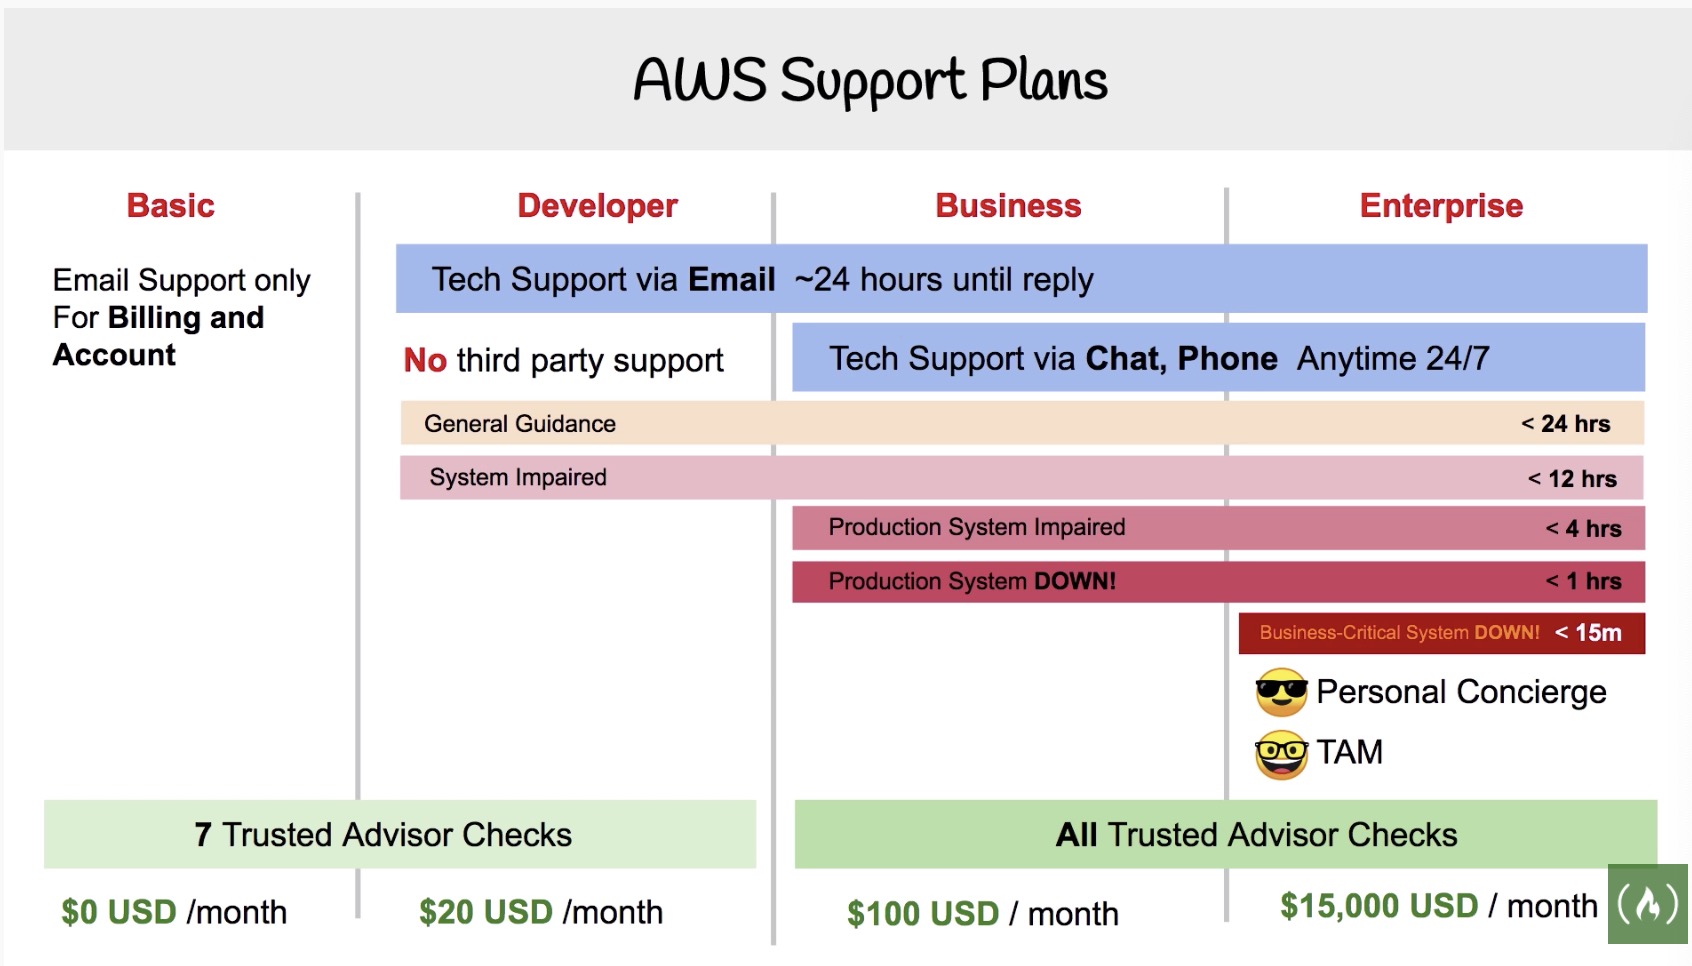 AWS Support Plans
Basic
Developer
Business
Enterprise
Email Support only
For Billing and
Account
Tech Support via Email ~24 hours until reply
No third party support
Tech Support via Chat, Phone Anytime 24/7
General Guidance < 24 hrs
System Impaired < 12 hrs
Production System Impaired < 4 hrs
Production System DOWN! < 1 hrs
Business-Critical System DOWN! < 15m
Personal Concierge
TAM
7 Trusted Advisor Checks
All Trusted Advisor Checks
$0 USD /month
$20 USD /month
$100 USD / month
$15,000 USD / month